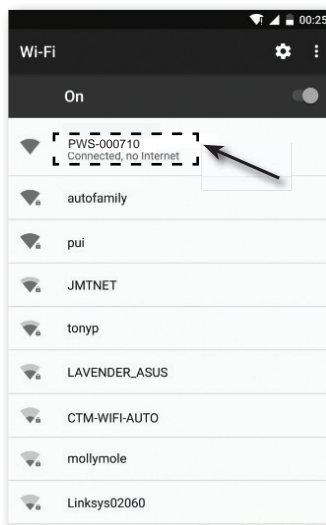 00:25
Wi-Fi
On
PWS-000710
Connected, no Internet
autofamily
pui
JMTNET
tonyp
LAVENDER_ASUS
CTM-WIFI-AUTO
mollymole
Linksys02060